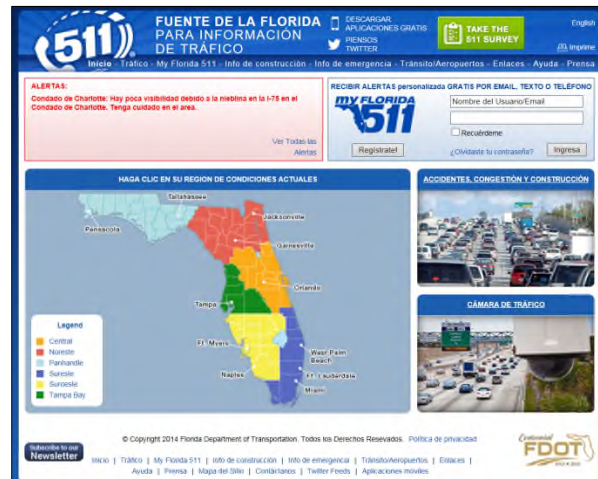 511
FUENTE DE LA FLORIDA
PARA INFORMACIÓN
DE TRÁFICO
DESCARGAR
APLICACIONES GRATIS
PIENSOS
TWITTER
TAKE THE
511 SURVEY
English
Imprime
Inicio - Tráfico - My Florida 511 - Info de construcción - Info de emergencia - Tránsito/Aeropuertos - Enlaces - Ayuda - Prensa
ALERTAS:
Condado de Charlotte: Hay poca visibilidad debido a la nieblina en la I-75 en el
Condado de Charlotte. Tenga cuidado en el area.
Ver Todas las
Alertas
RECIBIR ALERTAS personalizada GRATIS POR EMAIL, TEXTO O TELÉFONO
my FLORIDA
511
Nombre del Usuario/Email
Recuérdeme
Regístrate!
¿Olvidaste tu contraseña?
Ingresa
HAGA CLIC EN SU REGION DE CONDICIONES ACTUALES
Tallahassee
Pensacola
Jacksonville
Gainesville
Orlando
Tampa
Ft. Myers
Naples
West Palm
Beach
Ft. Lauderdale
Miami
Legend
Central
Noreste
Panhandle
Sureste
Suroeste
Tampa Bay
ACCIDENTES, CONGESTIÓN Y CONSTRUCCIÓN
CÁMARA DE TRÁFICO
Subscribe to our
Newsletter
© Copyright 2014 Florida Department of Transportation. Todos los Derechos Resevados. Política de privacidad
Inicio | Tráfico | My Florida 511 | Info de construcción | Info de emergencia | Tránsito/Aeropuertos | Enlaces |
Ayuda | Prensa | Mapa del Sitio | Contáctanos | Twitter Feeds | Aplicaciones móviles
Centennial
FDOT